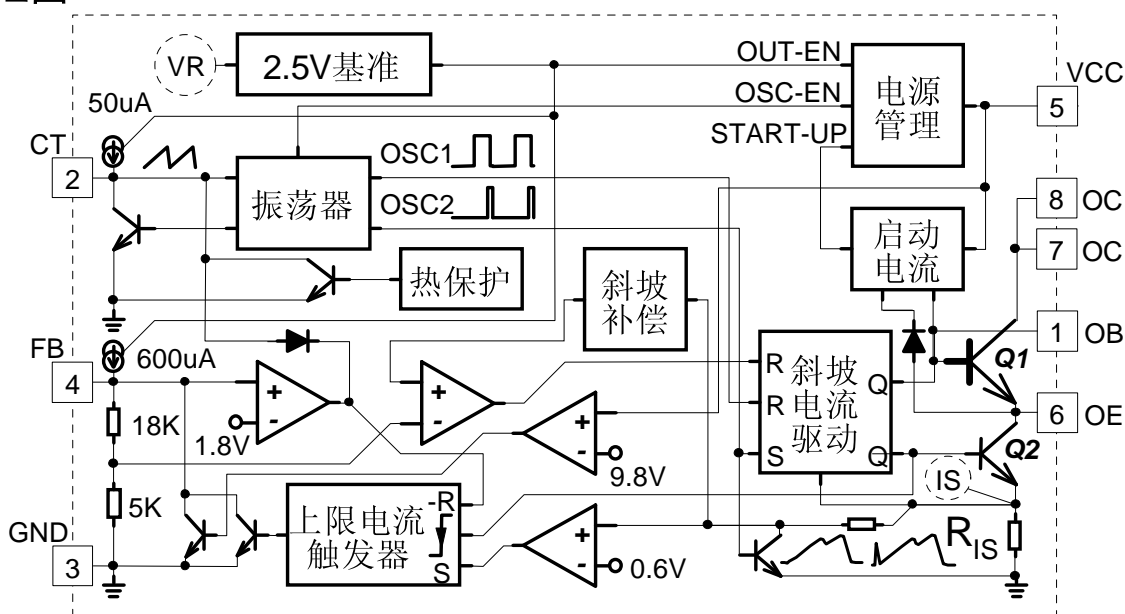 VR
2.5V基准
OUT-EN
OSC-EN
START-UP
电源
管理
VCC
5
50uA
CT
2
振荡器
OSC1
OSC2
8 OC
7 OC
启动
电流
热保护
斜坡
补偿
1 OB
FB
4
600uA
+
-
1.8V
+
-
+
-
9.8V
R
R
S
斜坡
电流
驱动
Q
Q
Q1
6 OE
Q2
IS
18K
5K
GND
3
上限电流
触发器
-R
S
+
-
0.6V
RIS